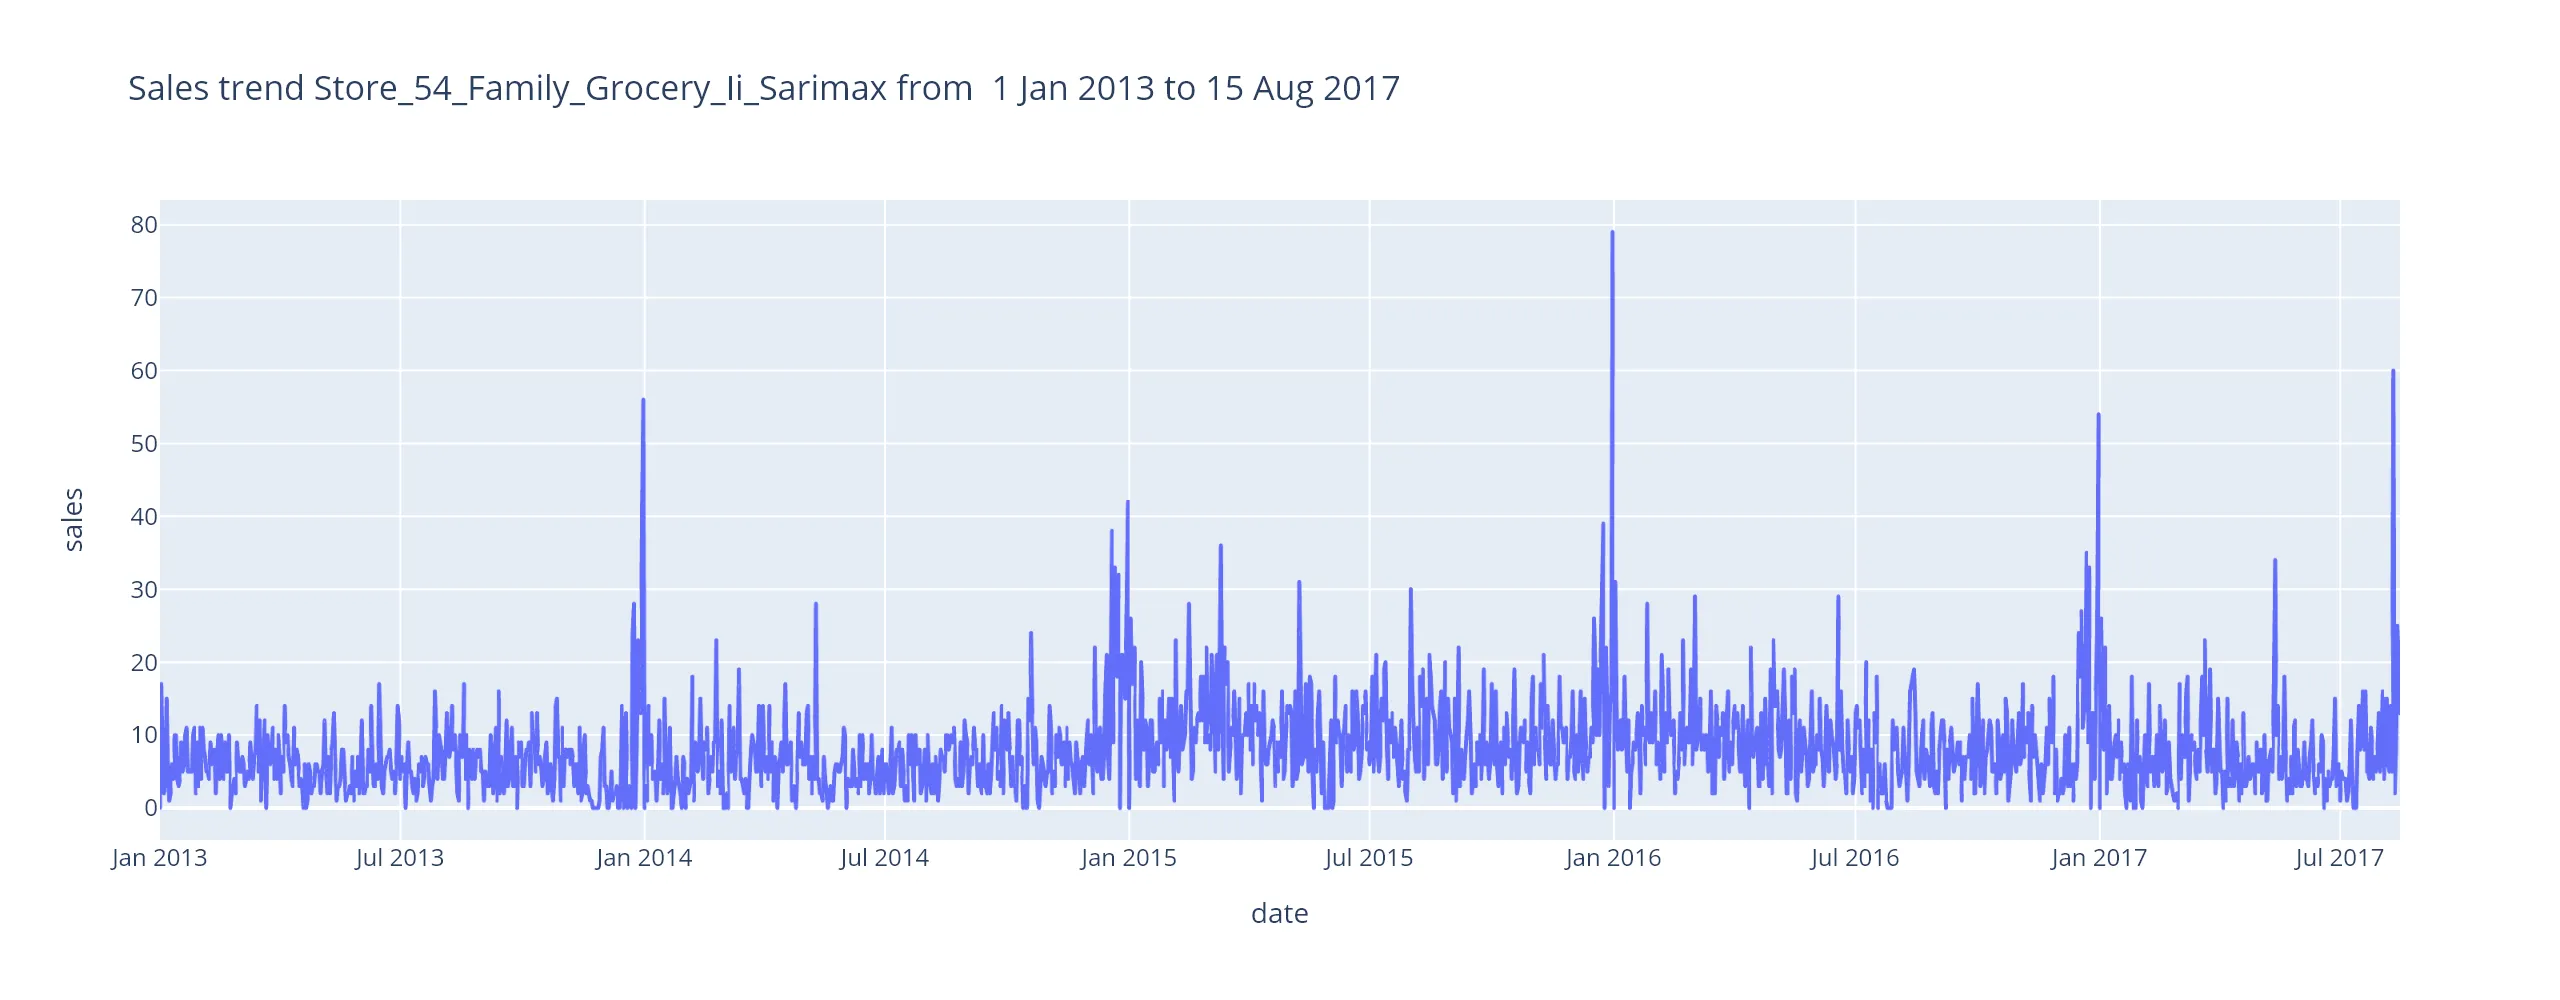 Sales trend Store_54_Family_Grocery_Ii_Sarimax from  1 Jan 2013 to 15 Aug 2017
80
70
60
50
40
30
20
10
0
sales
Jan 2013 Jul 2013 Jan 2014 Jul 2014 Jan 2015 Jul 2015 Jan 2016 Jul 2016 Jan 2017 Jul 2017
date